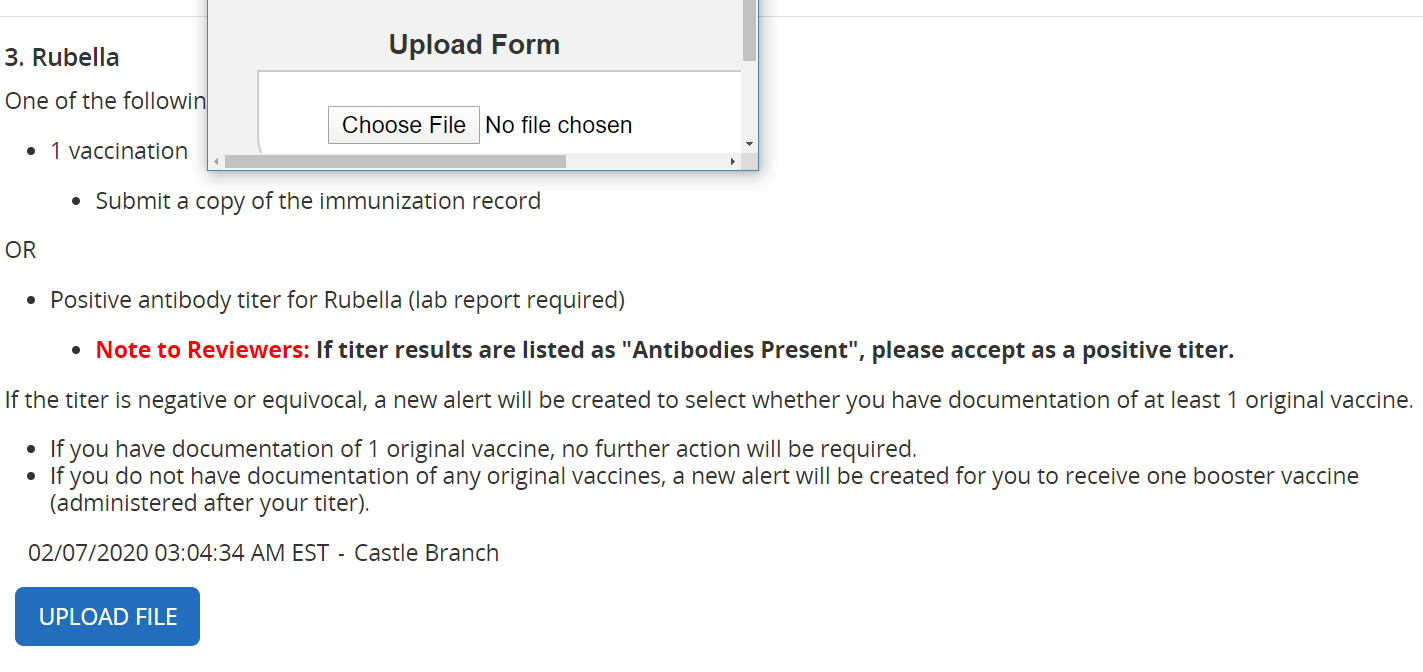 Upload Form
Choose File No file chosen
3. Rubella
One of the followin
1 vaccination
Submit a copy of the immunization record
OR
Positive antibody titer for Rubella (lab report required)
Note to Reviewers: If titer results are listed as "Antibodies Present", please accept as a positive titer.
If the titer is negative or equivocal, a new alert will be created to select whether you have documentation of at least 1 original vaccine.
If you have documentation of 1 original vaccine, no further action will be required.
If you do not have documentation of any original vaccines, a new alert will be created for you to receive one booster vaccine
(administered after your titer).
02/07/2020 03:04:34 AM EST - Castle Branch
UPLOAD FILE